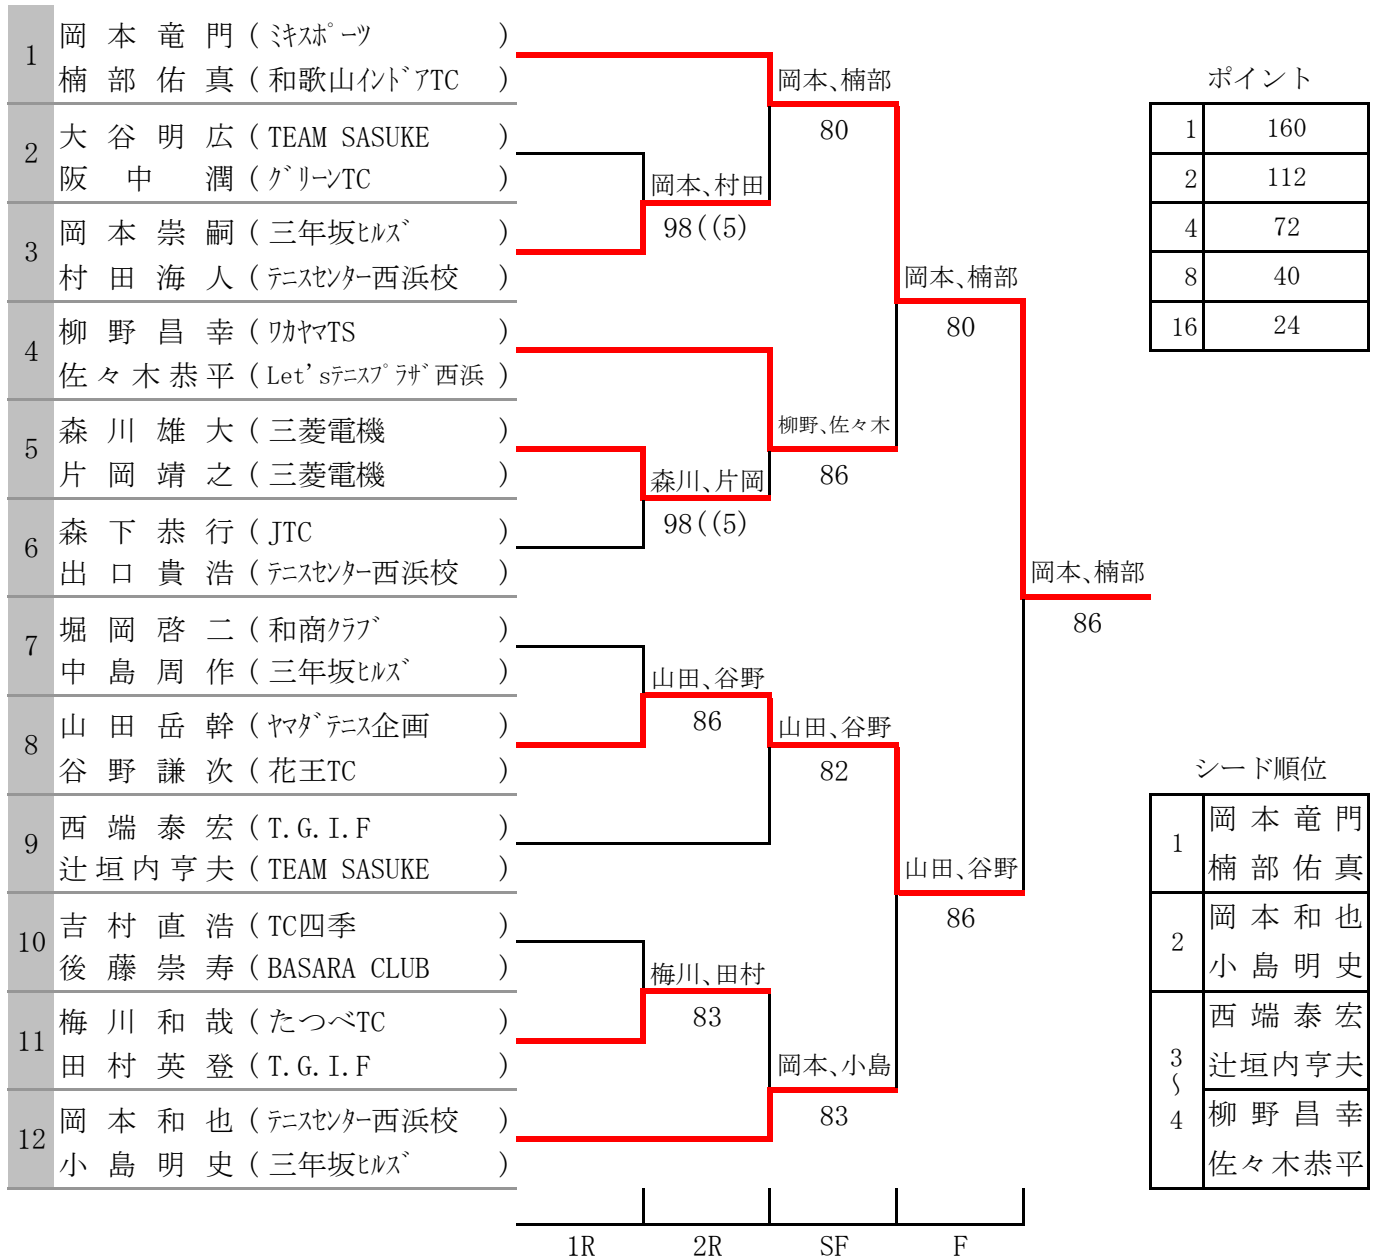 1
岡本竜門(ミキスポーツ)
楠部佑真(和歌山インドアTC)
2
大谷明広(TEAM SASUKE)
阪中潤(グリーンTC)
3
岡本崇嗣(三年坂ヒルズ)
村田海人(テニスセンター西浜校)
4
柳野昌幸(ワカヤマTS)
佐々木恭平(Let'sテニスプラザ西浜)
5
森川雄大(三菱電機)
片岡靖之(三菱電機)
6
森下恭行(JTC)
出口貴浩(テニスセンター西浜校)
7
堀岡啓二(和商クラブ)
中島周作(三年坂ヒルズ)
8
山田岳幹(ヤマダテニス企画)
谷野謙次(花王TC)
9
西端泰宏(T.G.I.F)
辻垣内亨夫(TEAM SASUKE)
10
吉村直浩(TC四季)
後藤崇寿(BASARA CLUB)
11
梅川和哉(たつべTC)
田村英登(T.G.I.F)
12
岡本和也(テニスセンター西浜校)
小島明史(三年坂ヒルズ)
岡本、村田
98((5)
森川、片岡
98((5)
山田、谷野
86
梅川、田村
83
岡本、楠部
80
柳野、佐々木
86
山田、谷野
82
岡本、小島
83
岡本、楠部
80
山田、谷野
86
岡本、楠部
86
1R 2R SF F
ポイント
1 160
2 112
4 72
8 40
16 24
シード順位
1
岡本竜門
楠部佑真
2
岡本和也
小島明史
3~4
西端泰宏
辻垣内亨夫
柳野昌幸
佐々木恭平